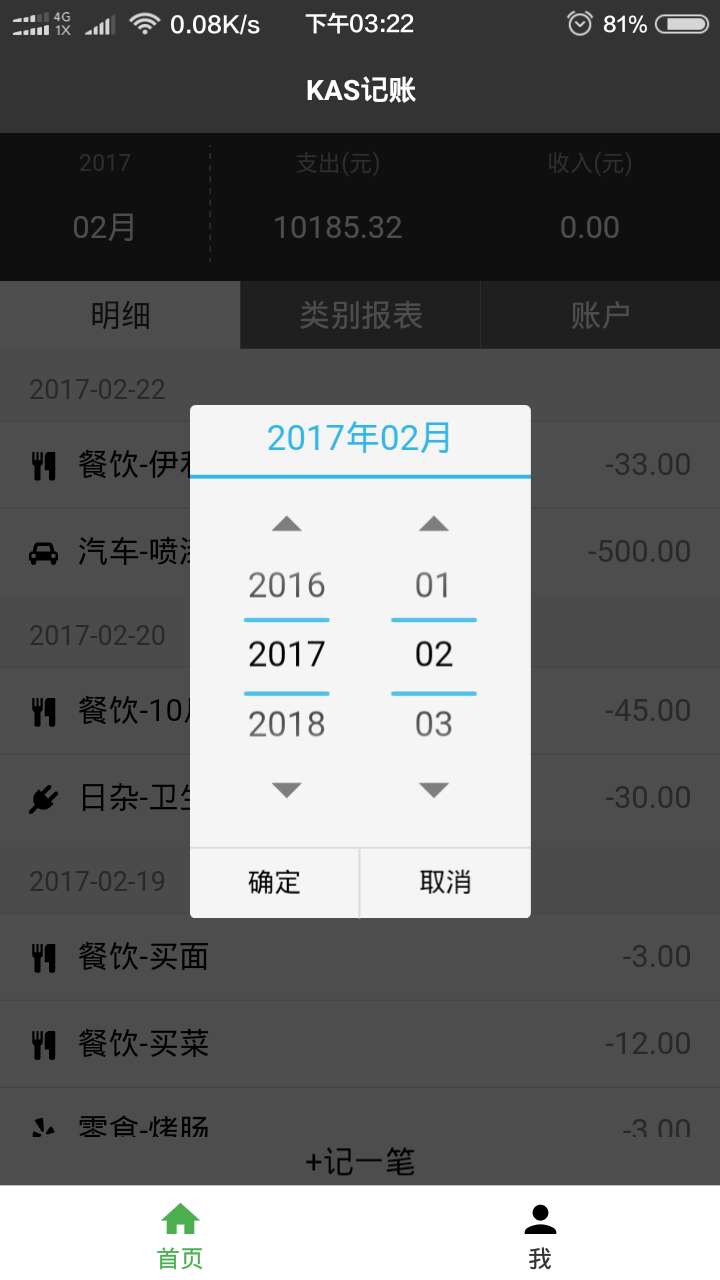 4G 1X 0.08K/s 下午03:22 81%
KAS记账
2017 支出(元) 收入(元)
02月 10185.32 0.00
明细 类别报表 账户
2017-02-22
餐饮-伊 -33.00
汽车-喷 -500.00
2017-02-20
餐饮-10 -45.00
日杂-卫 -30.00
2017-02-19
餐饮-买面 -3.00
餐饮-买菜 -12.00
零食-烤肠 -3.00
+记一笔
2017年02月
2016 01
2017 02
2018 03
确定 取消
首页 我